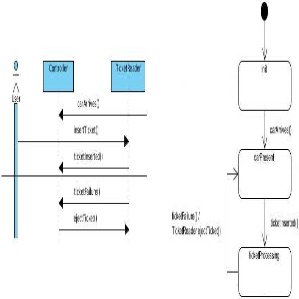 Controller
TicketReader
User
carArrives()
insertTicket()
ticketInserted()
ticketFailure()
ejectTicket()
init
carArrives()
carPresent
ticketFailure() /
TicketReader.ejectTicket()
ticketInserted()
ticketProcessing